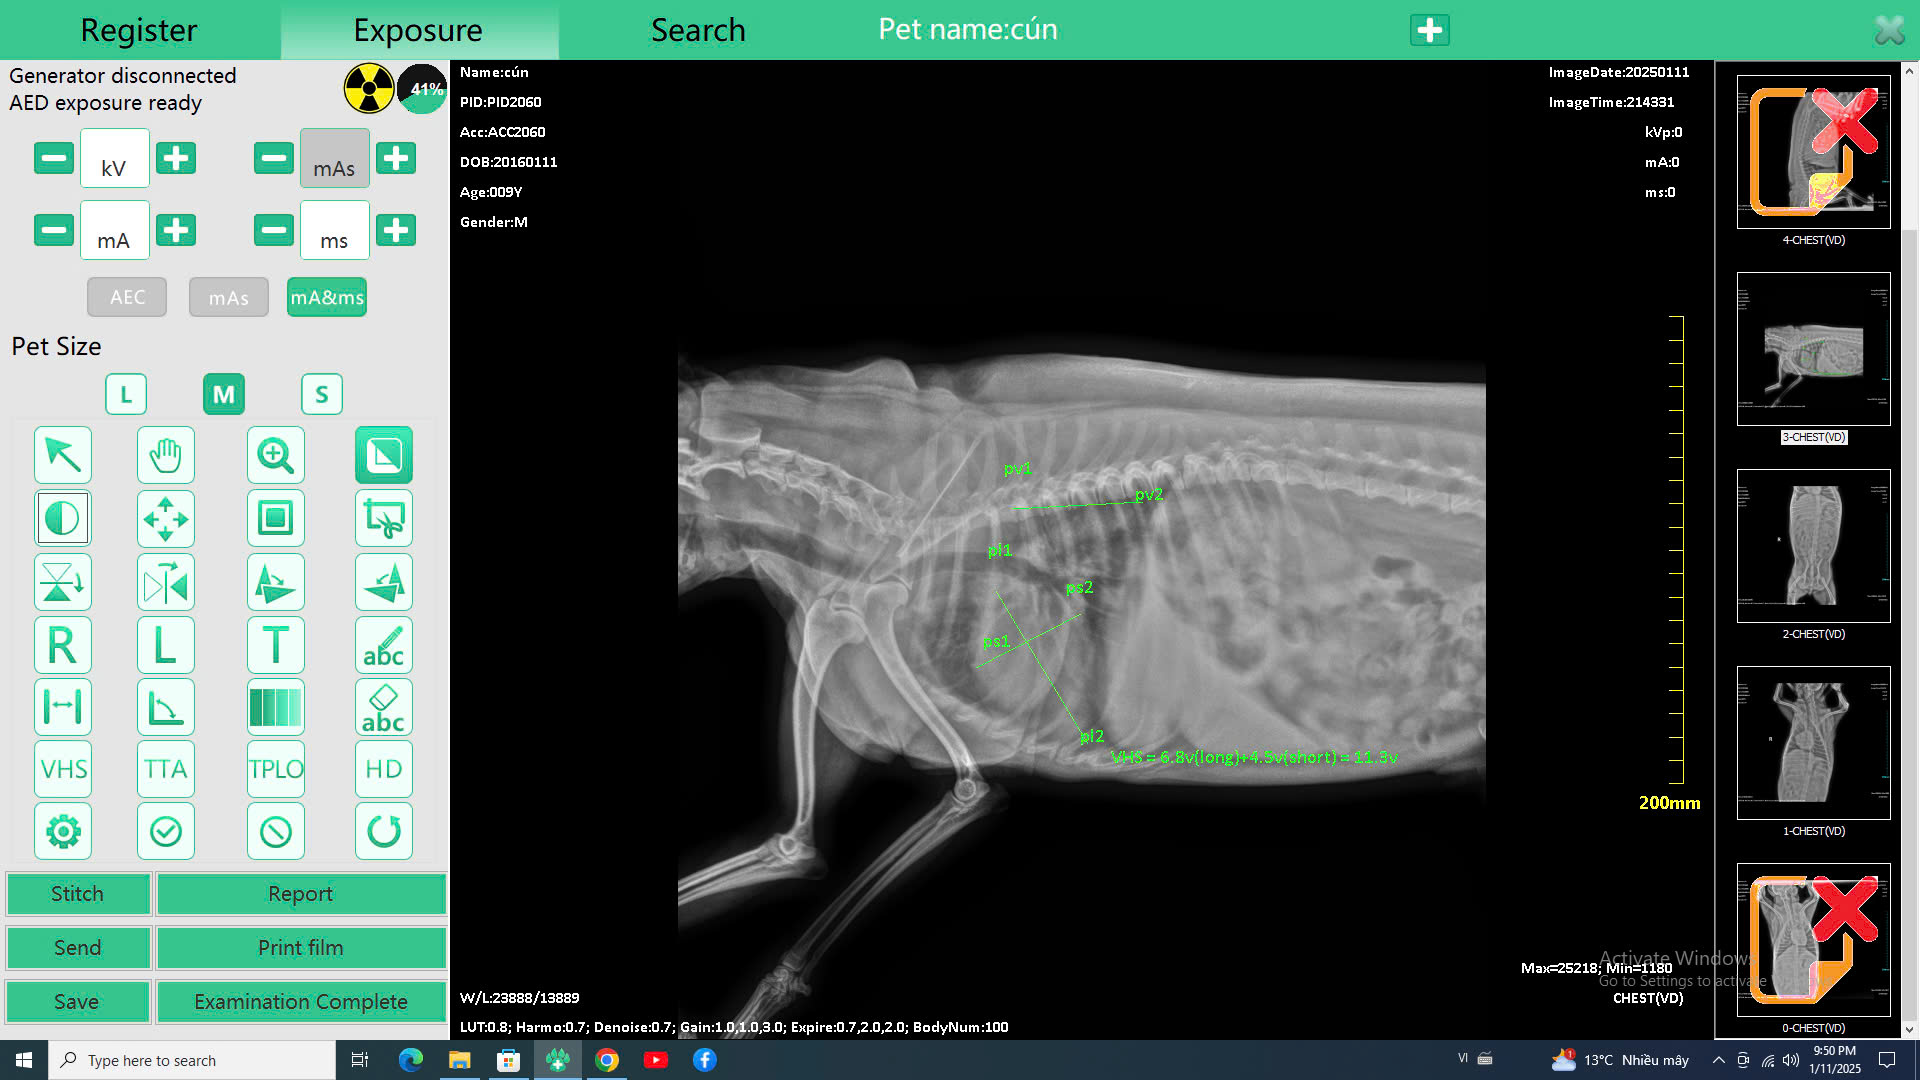 Register
Exposure
Search
Pet name:cún
Generator disconnected
AED exposure ready
41%
kV
mAs
mA
ms
AEC
mAs
mA&ms
Pet Size
L
M
S
R
L
T
abc
abc
VHS
TTA
TPLO
HD
Stitch
Report
Send
Print film
Save
Examination Complete
Name:cún
PID:PID2060
Acc:ACC2060
DOB:20160111
Age:009Y
Gender:M
ImageDate:20250111
ImageTime:214331
kVp:0
mA:0
ms:0
pv1
pv2
pl1
ps2
ps1
pl2
VHS = 6.8v(long)+4.5v(short) = 11.3v
200mm
W/L:23888/13889
LUT:0.8; Harmo:0.7; Denoise:0.7; Gain:1.0,1.0,3.0; Expire:0.7,2.0,2.0; BodyNum:100
Max=25218; Min=1180
CHEST(VD)
Activate Windows
Go to Settings to activate
4-CHEST(VD)
3-CHEST(VD)
2-CHEST(VD)
1-CHEST(VD)
0-CHEST(VD)
Type here to search
VI
1
13°C Nhiều mây
9:50 PM
1/11/2025